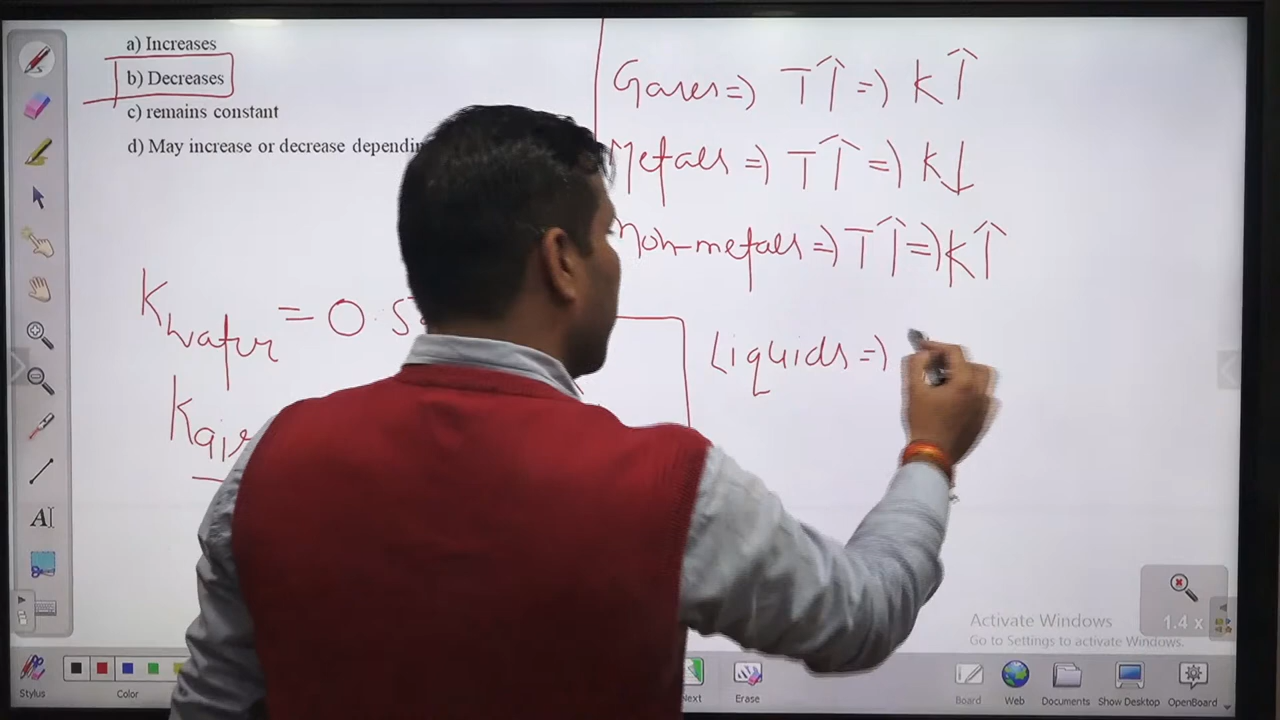 a) Increases
b) Decreases
c) remains constant
d) May increase or decrease
Gases => T↑ => K↑
Metals => T↑ => K↓
Non-metals => T↑ => K↑
Liquids =>
Kwater = 0.5
Kair
Activate Windows
Go to Settings to activate Windows.
1.4 x
Stylus
Color
Next
Erase
Board
Web
Documents
Show Desktop
OpenBoard